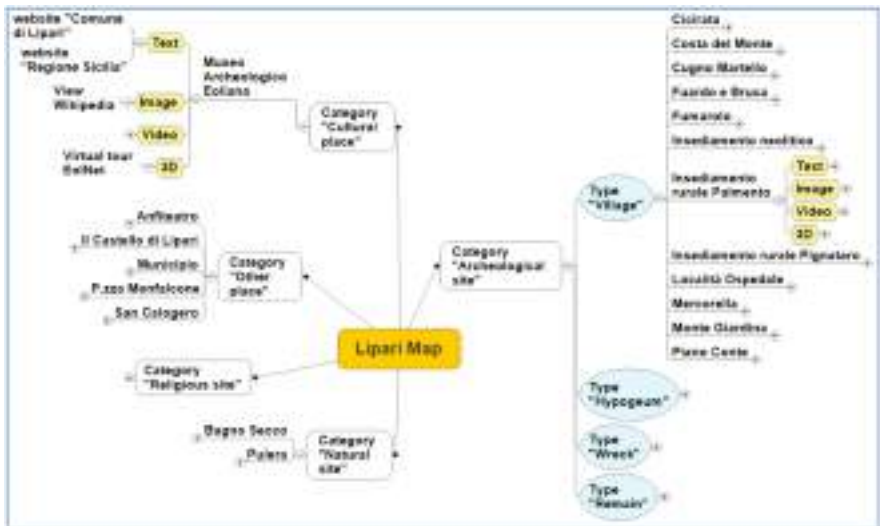 website "Comune
di Lipari"
website
"Regione Sicilia"
Text
View
Wikipedia
Image
Video
Virtual tour
EolNet
3D
Museo
Archeologico
Eoliano
Category
"Cultural
place"
Anfiteatro
Il Castello di Lipari
Municipio
P.zzo Monfalcone
San Calogero
Category
"Other
place"
Category
"Religious site"
Bagno Secco
Category
"Natural
site"
Lipari Map
Category
"Archeological
site"
Type
"Village"
Costa del Monte
Cugno Martello
Fuardo e Brusa
Fumarole
Insediamento neolitico
Insediamento
rurale Palmento
Text
Image
Video
3D
Insediamento rurale Pignataro
Località Ospedale
Mercorella
Monte Giardina
Piano Conte
Type
"Hypogeum"
Type
"Wreck"
Type
"Remain"